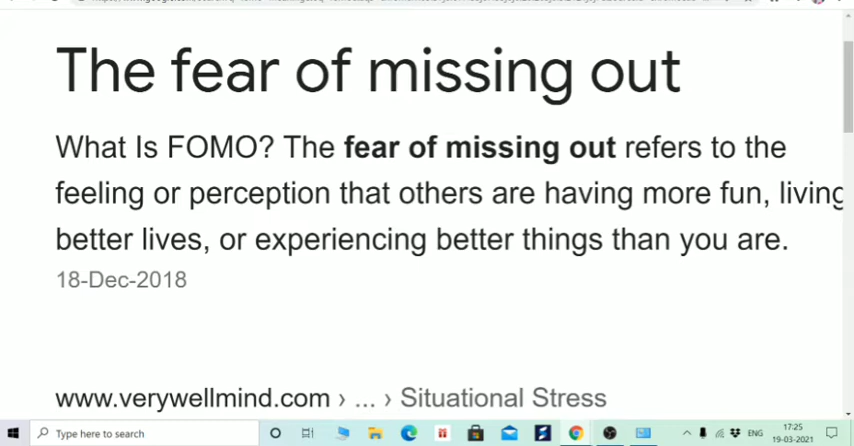 The fear of missing out
What Is FOMO? The fear of missing out refers to the
feeling or perception that others are having more fun, living
better lives, or experiencing better things than you are.
18-Dec-2018
www.verywellmind.com › ... › Situational Stress
Type here to search
ENG
17:25
19-03-2021